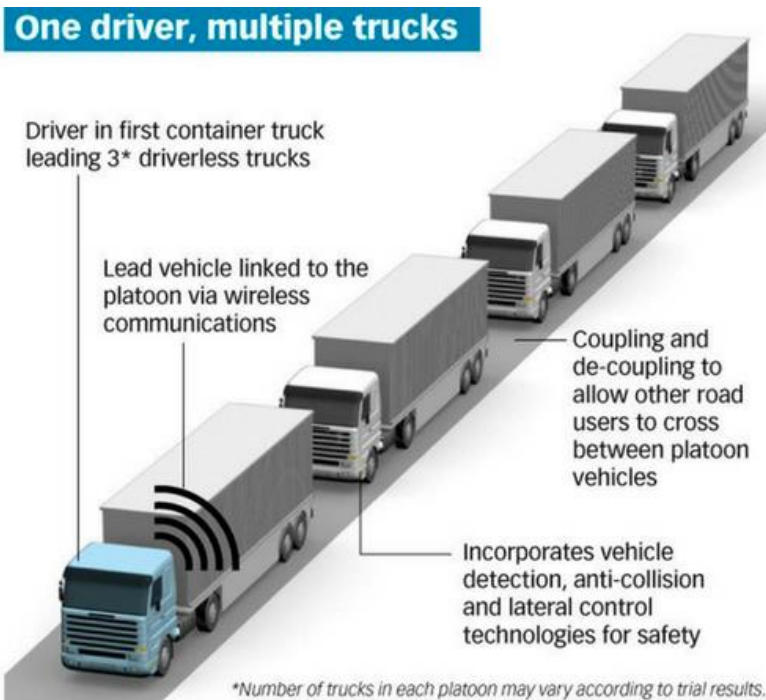 One driver, multiple trucks
Driver in first container truck
leading 3* driverless trucks
Lead vehicle linked to the
platoon via wireless
communications
Coupling and
de-coupling to
allow other road
users to cross
between platoon
vehicles
Incorporates vehicle
detection, anti-collision
and lateral control
technologies for safety
*Number of trucks in each platoon may vary according to trial results